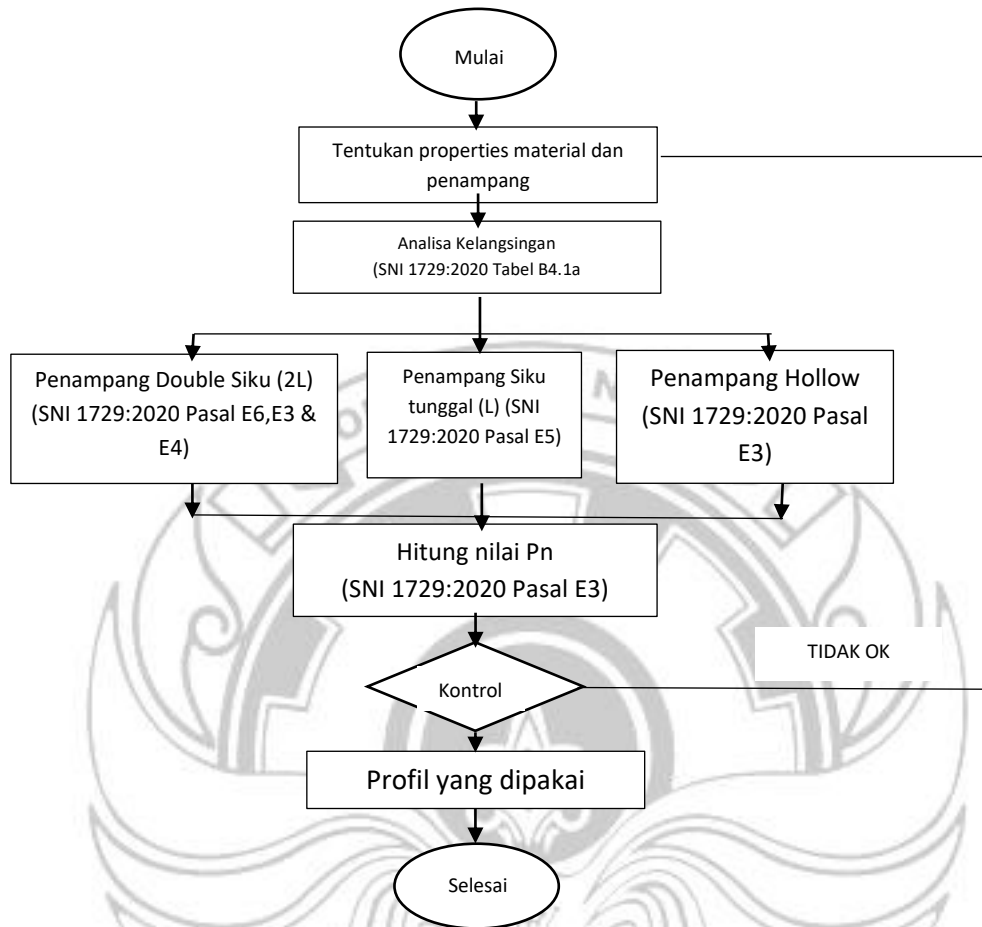 Mulai
Tentukan properties material dan
penampang
Analisa Kelangsingan
(SNI 1729:2020 Tabel B4.1a
Penampang Double Siku (2L)
(SNI 1729:2020 Pasal E6,E3 &
E4)
Penampang Siku
tunggal (L) (SNI
1729:2020 Pasal E5)
Penampang Hollow
(SNI 1729:2020 Pasal
E3)
Hitung nilai Pn
(SNI 1729:2020 Pasal E3)
TIDAK OK
Kontrol
Profil yang dipakai
Selesai